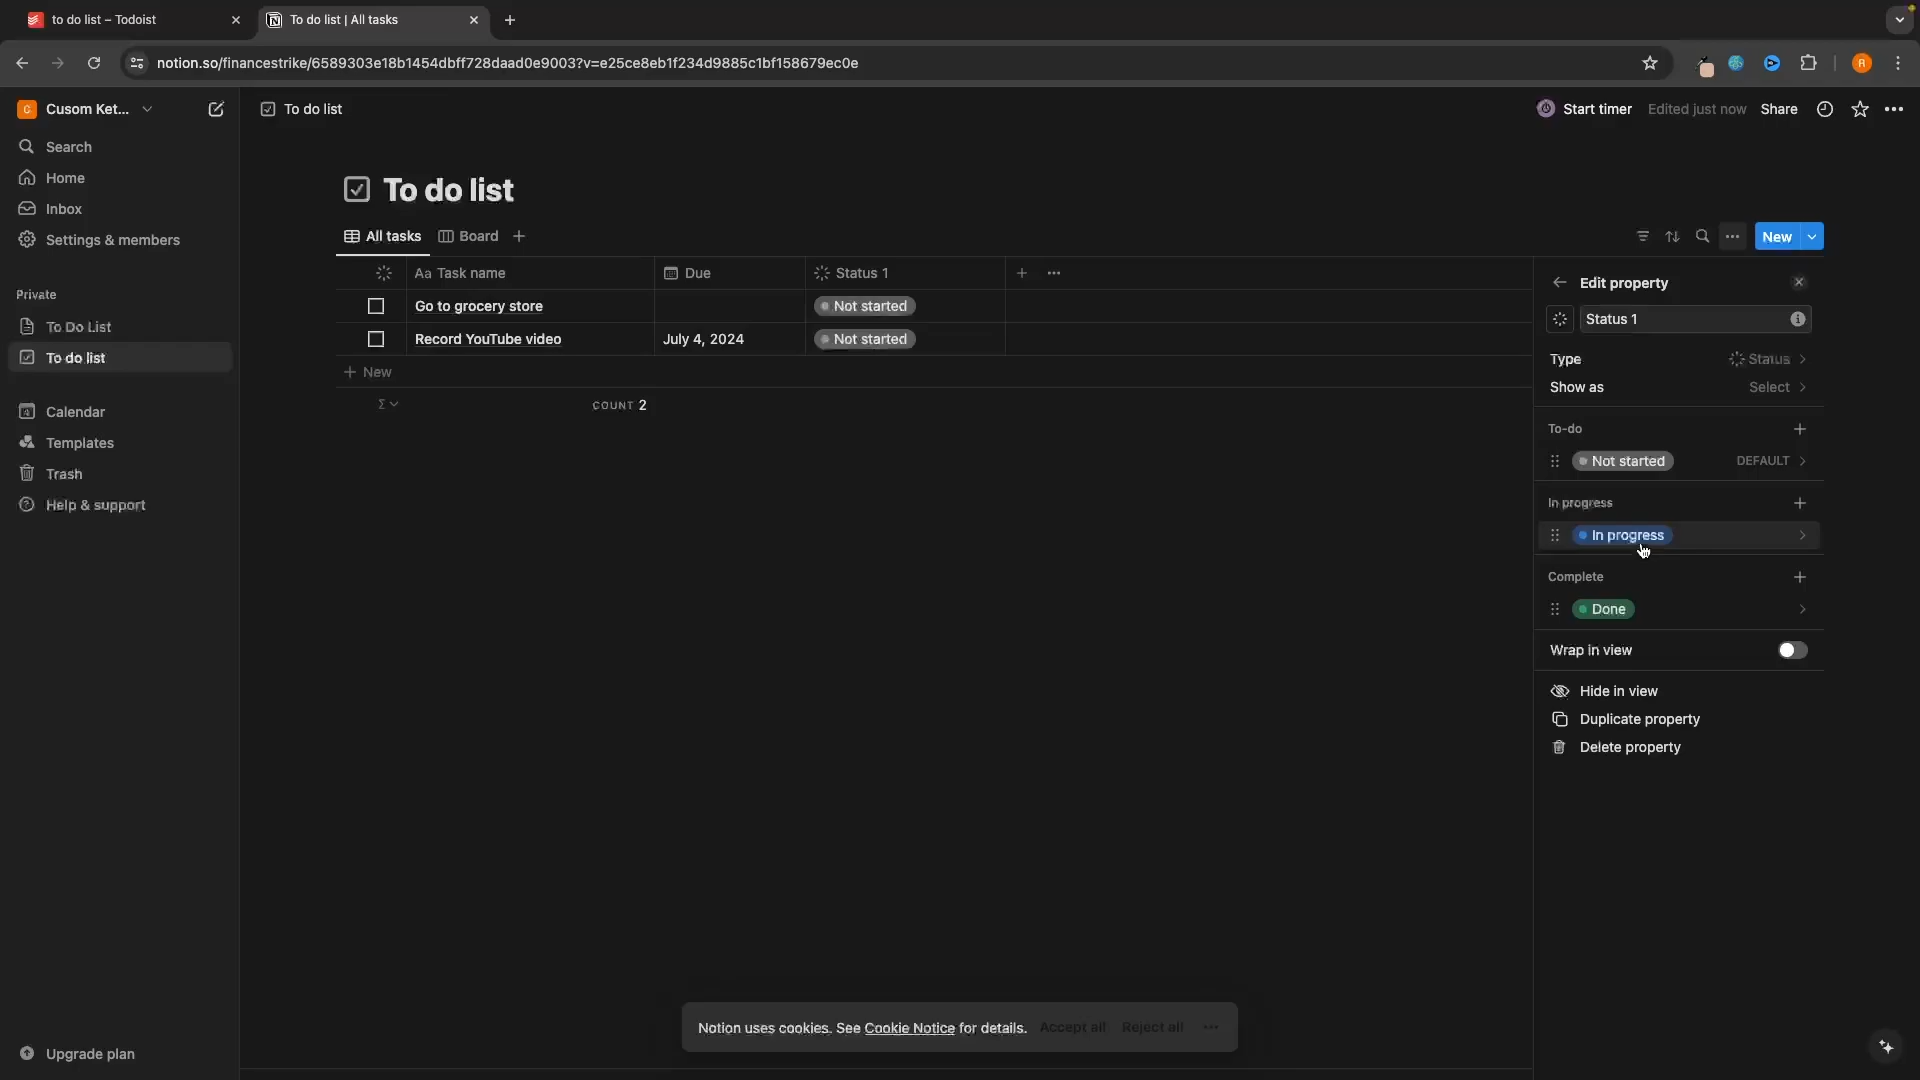 to do list – Todoist
To do list | All tasks
notion.so/financestrike/6589303e18b1454dbff728daad0e9003?v=e25ce8eb1f234d9885c1bf158679ec0e
R
C Cusom Ket...
Search
Home
Inbox
Settings & members
Private
To Do List
To do list
Calendar
Templates
Trash
Help & support
Upgrade plan
To do list
Start timer Edited just now Share
To do list
All tasks Board
New
Aa Task name Due Status 1
Go to grocery store Not started
Record YouTube video July 4, 2024 Not started
+ New
Σ COUNT 2
Edit property
Status 1
Type Status
Show as Select
To-do
Not started DEFAULT
In progress
In progress
Complete
Done
Wrap in view
Hide in view
Duplicate property
Delete property
Notion uses cookies. See Cookie Notice for details. Accept all Reject all